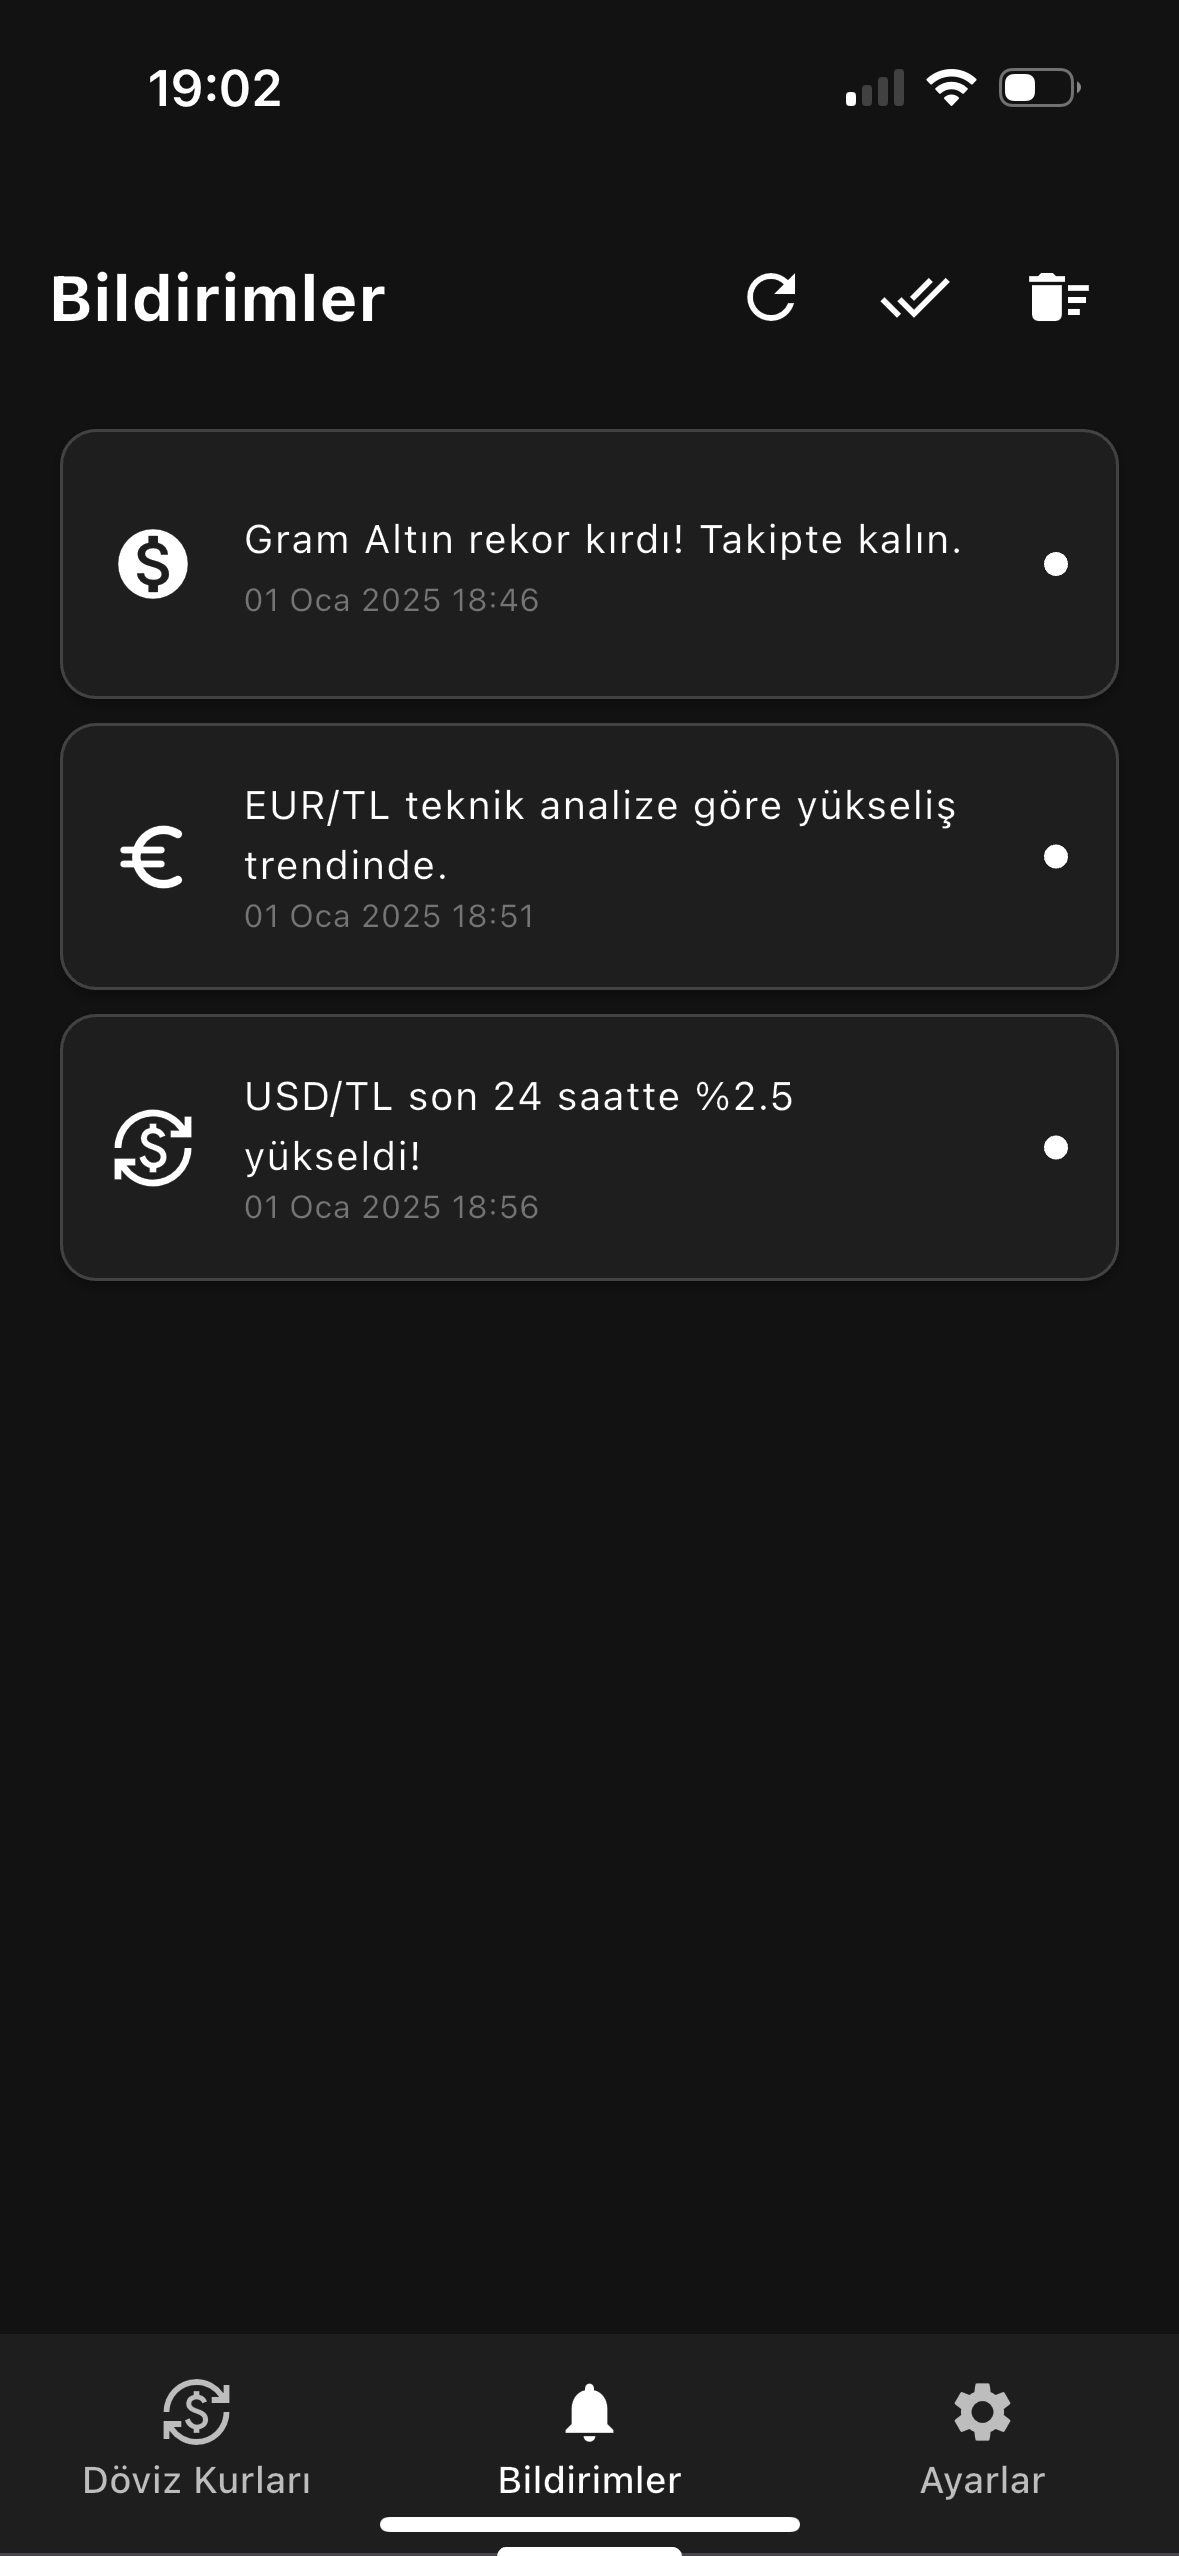 19:02
Bildirimler
Gram Altın rekor kırdı! Takipte kalın.
01 Oca 2025 18:46
EUR/TL teknik analize göre yükseliş
trendinde.
01 Oca 2025 18:51
USD/TL son 24 saatte %2.5
yükseldi!
01 Oca 2025 18:56
Döviz Kurları
Bildirimler
Ayarlar